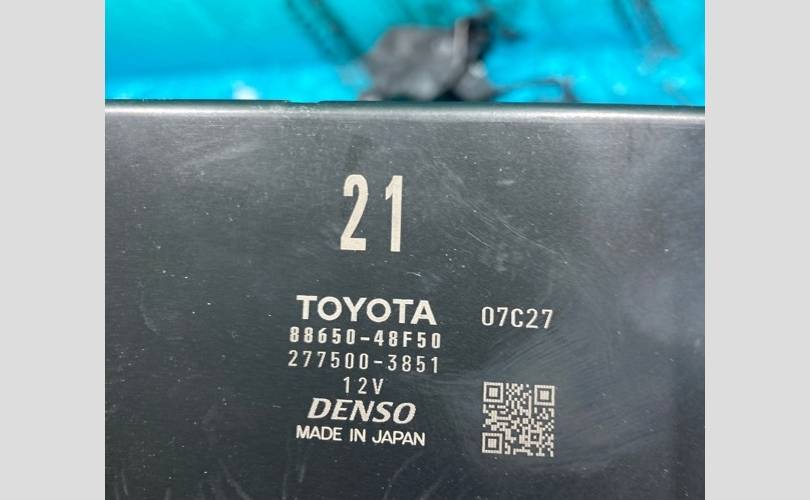 21
TOYOTA 07C27
88650-48F50
277500-3851
12V
DENSO
MADE IN JAPAN